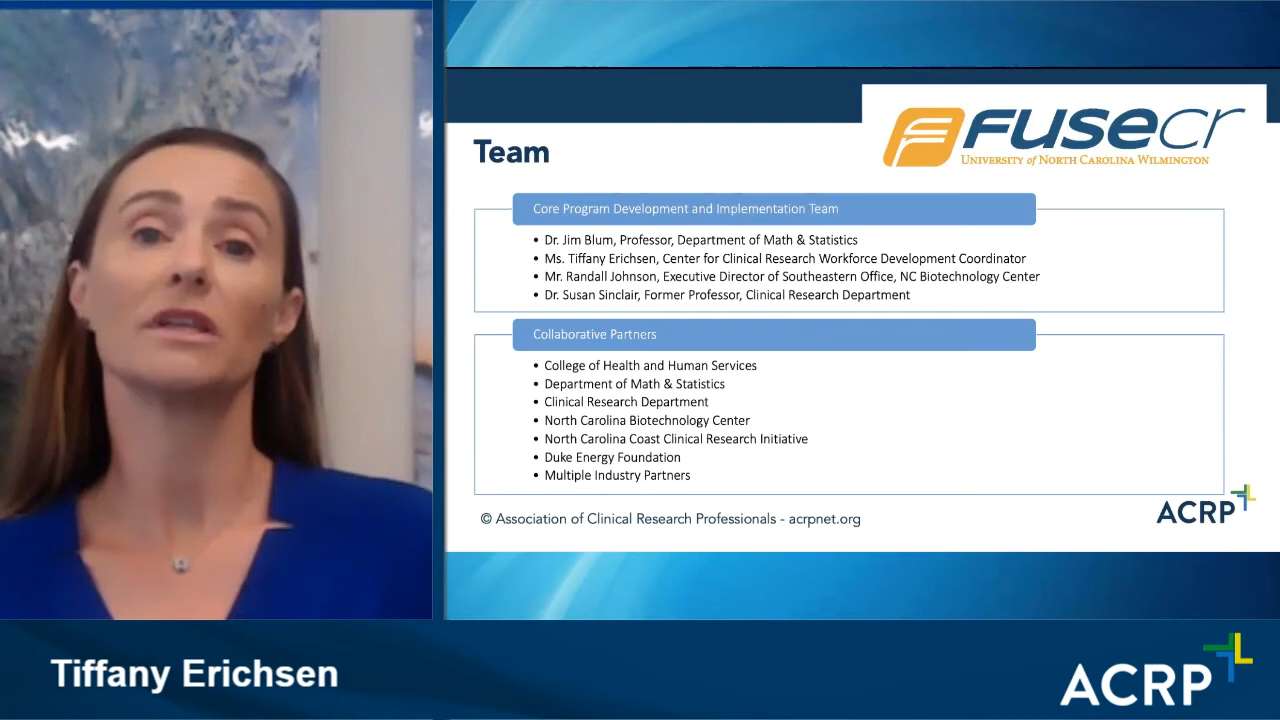 FUSEcr
UNIVERSITY of NORTH CAROLINA WILMINGTON
Team
Core Program Development and Implementation Team
• Dr. Jim Blum, Professor, Department of Math & Statistics
• Ms. Tiffany Erichsen, Center for Clinical Research Workforce Development Coordinator
• Mr. Randall Johnson, Executive Director of Southeastern Office, NC Biotechnology Center
• Dr. Susan Sinclair, Former Professor, Clinical Research Department
Collaborative Partners
• College of Health and Human Services
• Department of Math & Statistics
• Clinical Research Department
• North Carolina Biotechnology Center
• North Carolina Coast Clinical Research Initiative
• Duke Energy Foundation
• Multiple Industry Partners
© Association of Clinical Research Professionals - acrpnet.org
ACRP
Tiffany Erichsen
ACRP